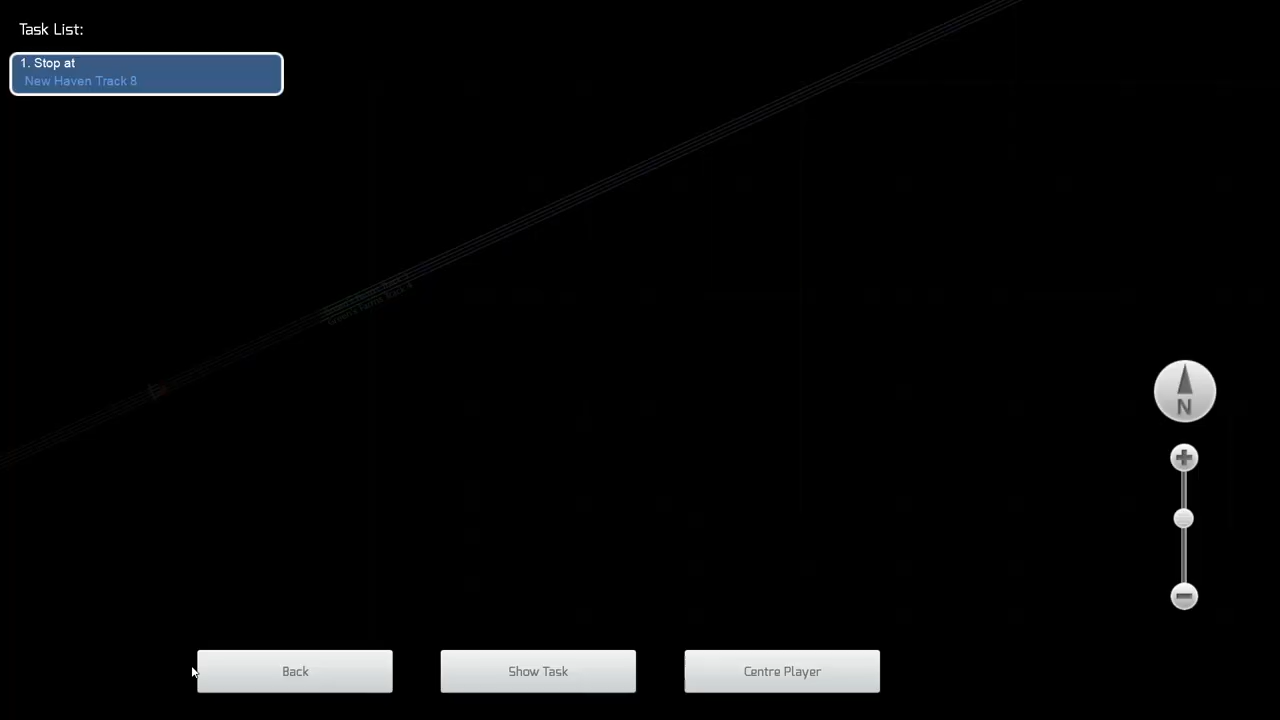 Task List:
1. Stop at
New Haven Track 8
N
Back
Show Task
Centre Player